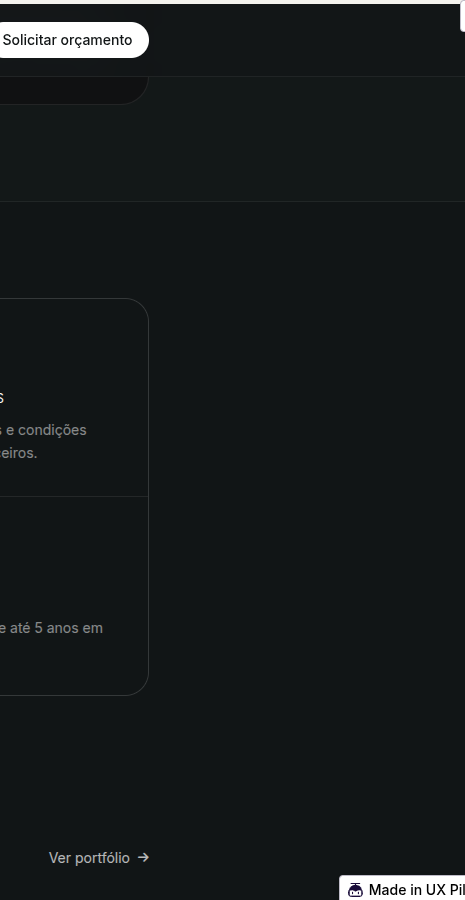 Solicitar orçamento
s
s e condições
eiros.
e até 5 anos em
Ver portfólio →
Made in UX Pil